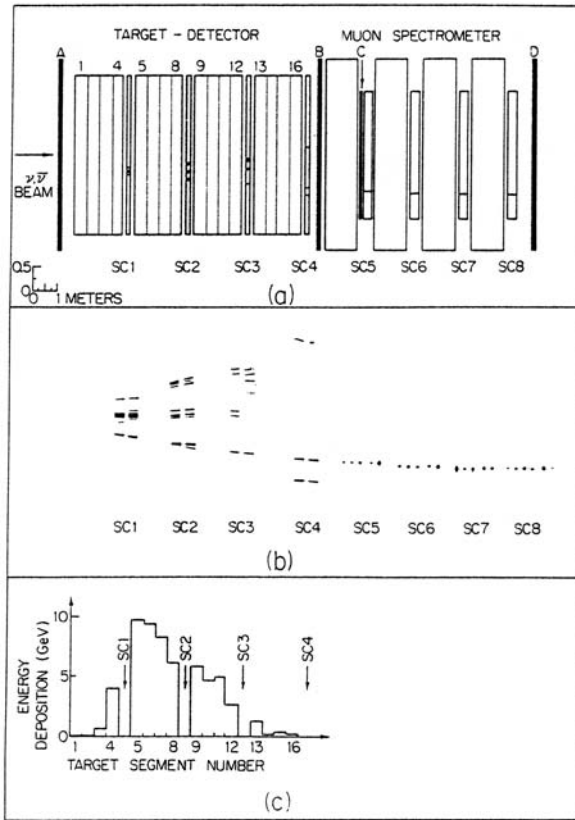 TARGET - DETECTOR
MUON SPECTROMETER
A B C D
1 4 5 8 9 12 13 16
ν,ν̅
BEAM
SC1 SC2 SC3 SC4 SC5 SC6 SC7 SC8
0.5
0
0 1 METERS
(a)
SC1 SC2 SC3 SC4 SC5 SC6 SC7 SC8
(b)
ENERGY
DEPOSITION (GeV)
10
5
0
SC1 SC2 SC3 SC4
1 4 5 8 9 12 13 16
TARGET SEGMENT NUMBER
(c)